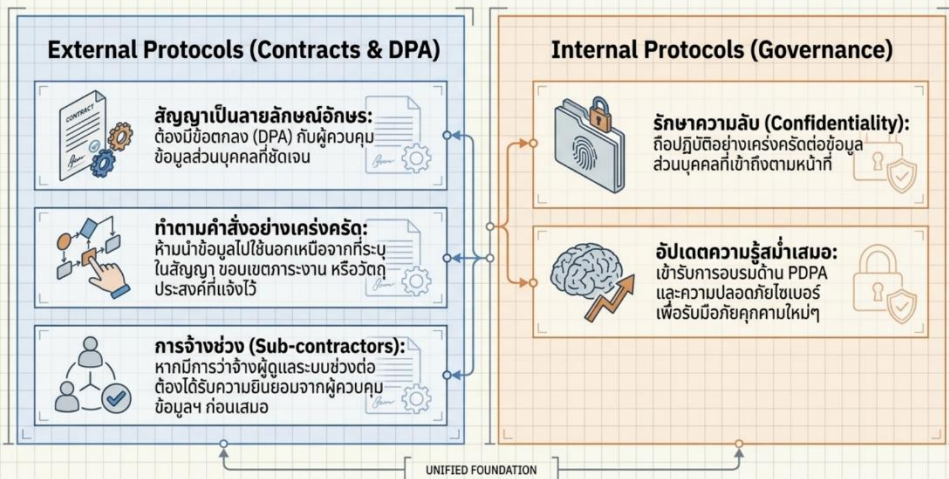 External Protocols (Contracts & DPA)
CONTRACT
สัญญาเป็นลายลักษณ์อักษร:
ต้องมีข้อตกลง (DPA) กับผู้ควบคุม
ข้อมูลส่วนบุคคลที่ชัดเจน
ทำตามคำสั่งอย่างเคร่งครัด:
ห้ามนำข้อมูลไปใช้นอกเหนือจากที่ระบุ
ในสัญญา ขอบเขตภาระงาน หรือวัตถุ
ประสงค์ที่แจ้งไว้
การจ้างช่วง (Sub-contractors):
หากมีการว่าจ้างผู้ดูแลระบบช่วงต่อ
ต้องได้รับความยินยอมจากผู้ควบคุม
ข้อมูลฯ ก่อนเสมอ
Internal Protocols (Governance)
รักษาความลับ (Confidentiality):
ถือปฏิบัติอย่างเคร่งครัดต่อข้อมูล
ส่วนบุคคลที่เข้าถึงตามหน้าที่
อัปเดตความรู้สม่ำเสมอ:
เข้ารับการอบรมด้าน PDPA
และความปลอดภัยไซเบอร์
เพื่อรับมือภัยคุกคามใหม่ๆ
UNIFIED FOUNDATION